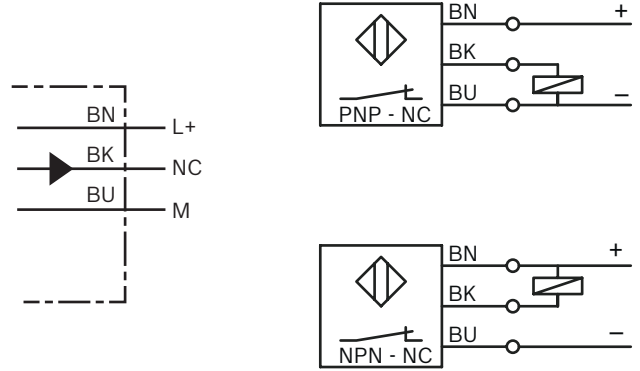 BN L+
BK NC
BU M
BN +
BK
BU −
PNP - NC
BN +
BK
BU −
NPN - NC